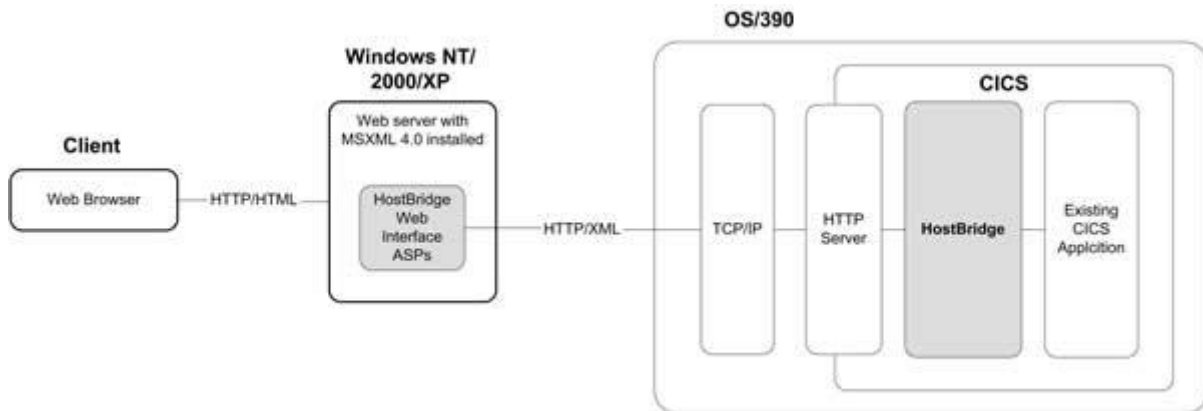 OS/390
Windows NT/
2000/XP
CICS
Web server with
MSXML 4.0 installed
Client
Web Browser
HTTP/HTML
HostBridge
Web
Interface
ASPs
HTTP/XML
TCP/IP
HTTP
Server
HostBridge
Existing
CICS
Applcition